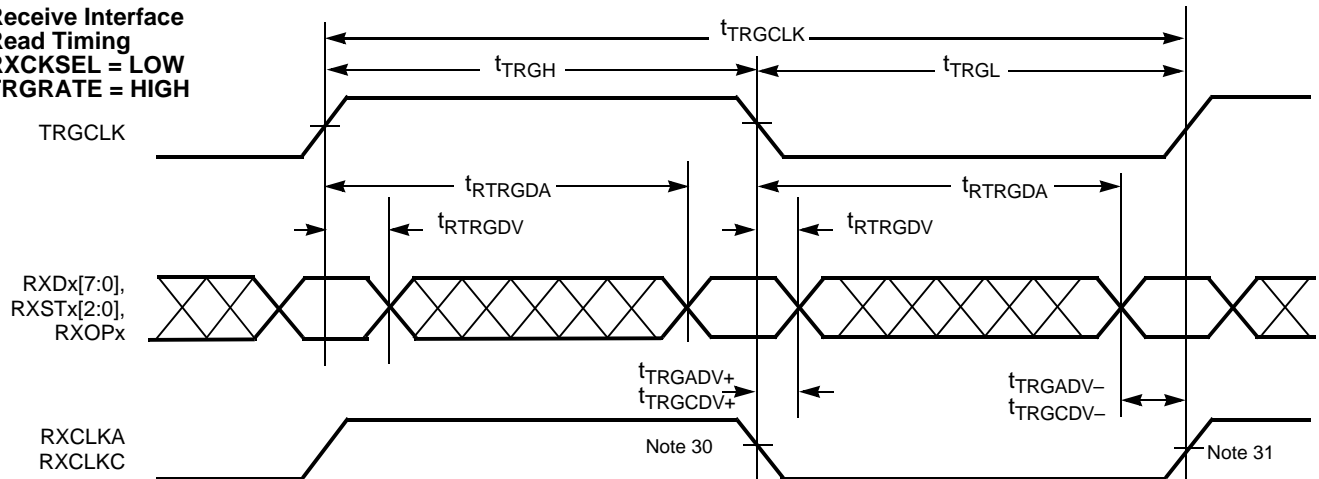 Receive Interface
Read Timing
RXCKSEL = LOW
TRGRATE = HIGH
tTRGCLK
tTRGH
tTRGL
TRGCLK
tRTRGDA
tRTRGDA
tRTRGDV
tRTRGDV
RXDx[7:0],
RXSTx[2:0],
RXOPx
tTRGADV+
tTRGCDV+
tTRGADV–
tTRGCDV–
RXCLKA
RXCLKC
Note 30
Note 31